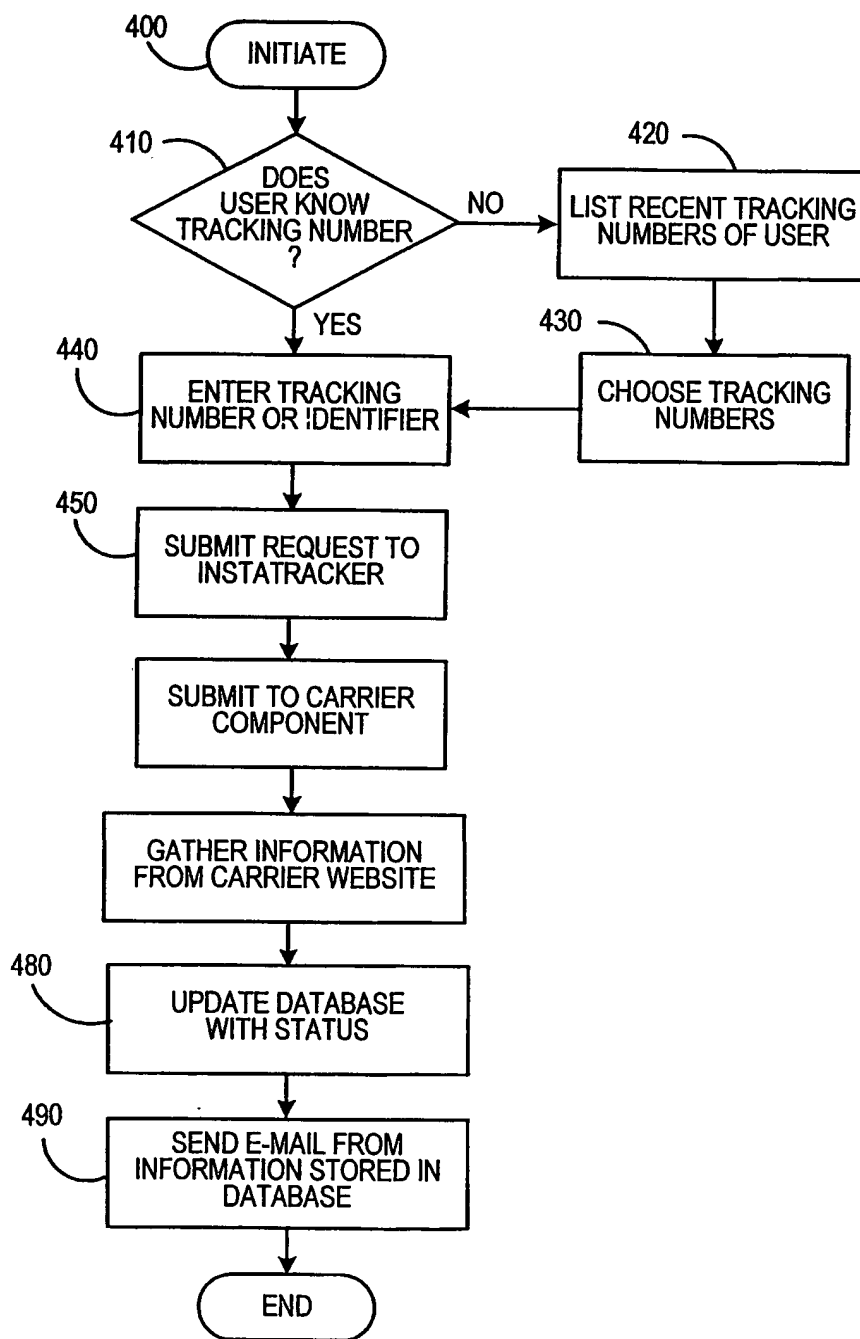 400
INITIATE
410
DOES
USER KNOW
TRACKING NUMBER
?
NO
420
LIST RECENT TRACKING
NUMBERS OF USER
YES
430
CHOOSE TRACKING
NUMBERS
440
ENTER TRACKING
NUMBER OR IDENTIFIER
450
SUBMIT REQUEST TO
INSTATRACKER
SUBMIT TO CARRIER
COMPONENT
GATHER INFORMATION
FROM CARRIER WEBSITE
480
UPDATE DATABASE
WITH STATUS
490
SEND E-MAIL FROM
INFORMATION STORED IN
DATABASE
END